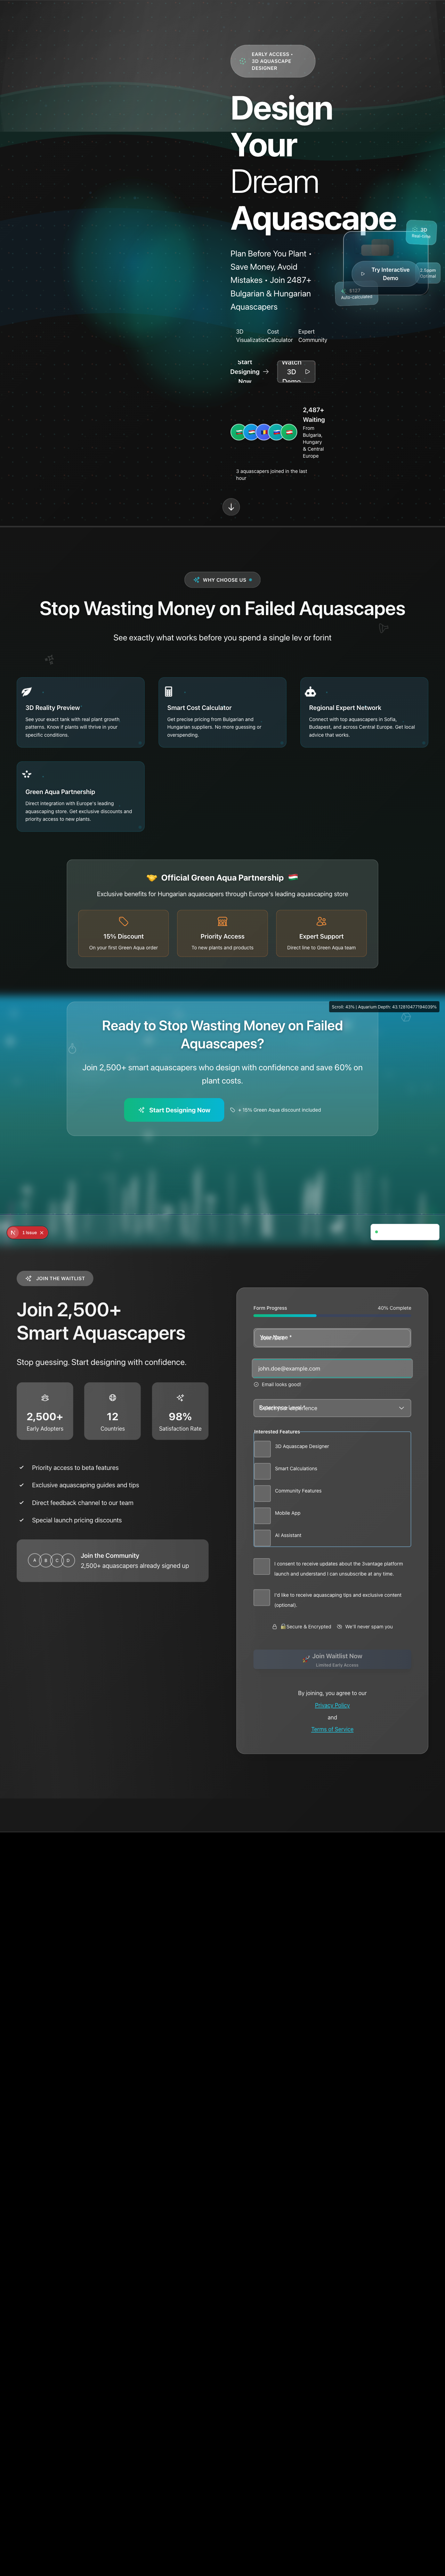 EARLY ACCESS •
3D AQUASCAPE
DESIGNER
Design
Your
Dream
Aquascape
Plan Before You Plant •
Save Money, Avoid
Mistakes • Join 2487+
Bulgarian & Hungarian
Aquascapers
3D
Real-time
Try Interactive
Demo
2.5ppm
Optimal
$127
Auto-calculated
3D
Visualization
Cost
Calculator
Expert
Community
Start
Designing
Now
Watch
3D
Demo
2,487+
Waiting
From
Bulgaria,
Hungary
& Central
Europe
3 aquascapers joined in the last
hour
WHY CHOOSE US
Stop Wasting Money on Failed Aquascapes
See exactly what works before you spend a single lev or forint
3D Reality Preview
See your exact tank with real plant growth
patterns. Know if plants will thrive in your
specific conditions.
Smart Cost Calculator
Get precise pricing from Bulgarian and
Hungarian suppliers. No more guessing or
overspending.
Regional Expert Network
Connect with top aquascapers in Sofia,
Budapest, and across Central Europe. Get local
advice that works.
Green Aqua Partnership
Direct integration with Europe's leading
aquascaping store. Get exclusive discounts and
priority access to new plants.
🤝 Official Green Aqua Partnership 🇭🇺
Exclusive benefits for Hungarian aquascapers through Europe's leading aquascaping store
15% Discount
On your first Green Aqua order
Priority Access
To new plants and products
Expert Support
Direct line to Green Aqua team
Scroll: 43% | Aquarium Depth: 43.12810477194039%
Ready to Stop Wasting Money on Failed
Aquascapes?
Join 2,500+ smart aquascapers who design with confidence and save 60% on
plant costs.
Start Designing Now
+ 15% Green Aqua discount included
N
1 Issue
JOIN THE WAITLIST
Join 2,500+
Smart Aquascapers
Stop guessing. Start designing with confidence.
2,500+
Early Adopters
12
Countries
98%
Satisfaction Rate
Priority access to beta features
Exclusive aquascaping guides and tips
Direct feedback channel to our team
Special launch pricing discounts
A
B
C
D
Join the Community
2,500+ aquascapers already signed up
Form Progress
40% Complete
john.doe@example.com
Email looks good!
Interested Features
3D Aquascape Designer
Smart Calculations
Community Features
Mobile App
AI Assistant
I consent to receive updates about the 3vantage platform
launch and understand I can unsubscribe at any time.
I'd like to receive aquascaping tips and exclusive content
(optional).
🔒 Secure & Encrypted
We'll never spam you
🚀 Join Waitlist Now
Limited Early Access
By joining, you agree to our
Privacy Policy
and
Terms of Service